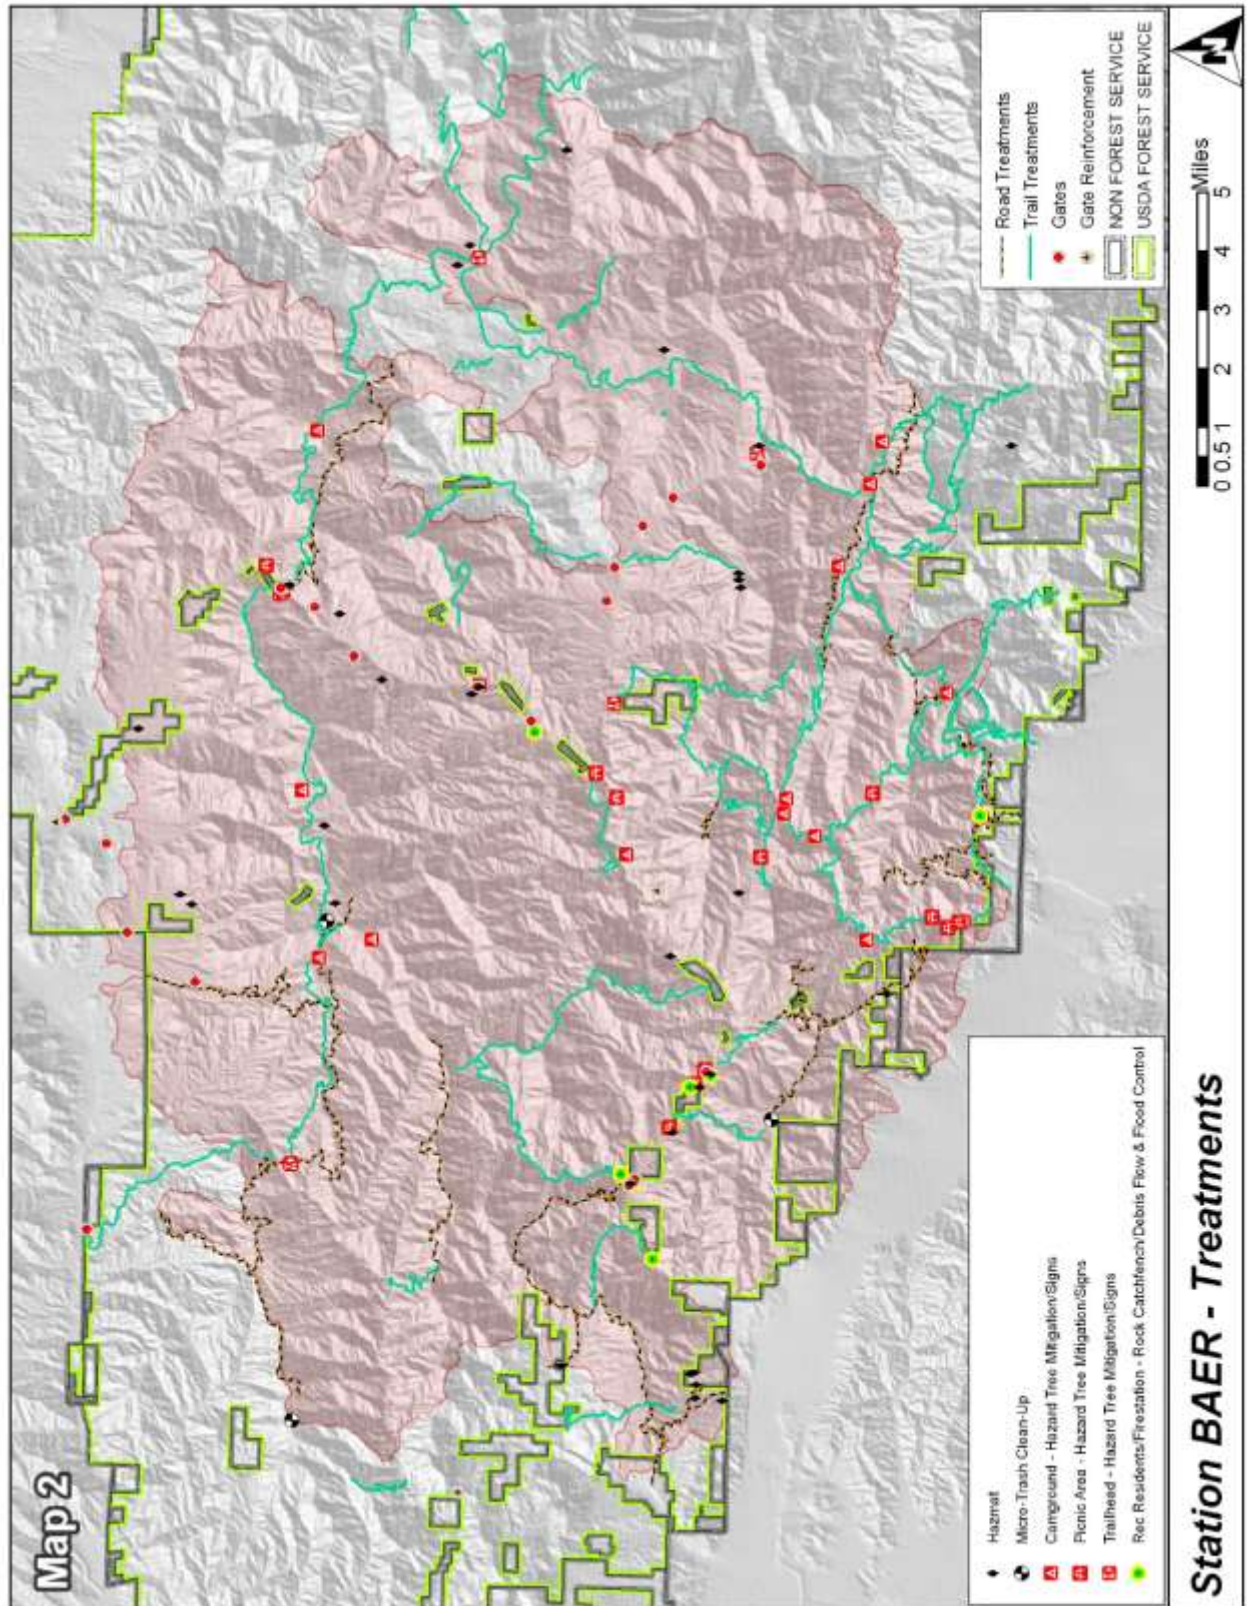 Map 2
Hazmat
Micro-Trash Clean-Up
Campground - Hazard Tree Mitigation/Signs
Picnic Area - Hazard Tree Mitigation/Signs
Trailhead - Hazard Tree Mitigation/Signs
Rec Residents/Firestation - Rock Catchfench/Debris Flow & Flood Control
Road Treatments
Trail Treatments
Gates
Gate Reinforcement
NON FOREST SERVICE
USDA FOREST SERVICE
Station BAER - Treatments
0 0.5 1 2 3 4 5
Miles
N